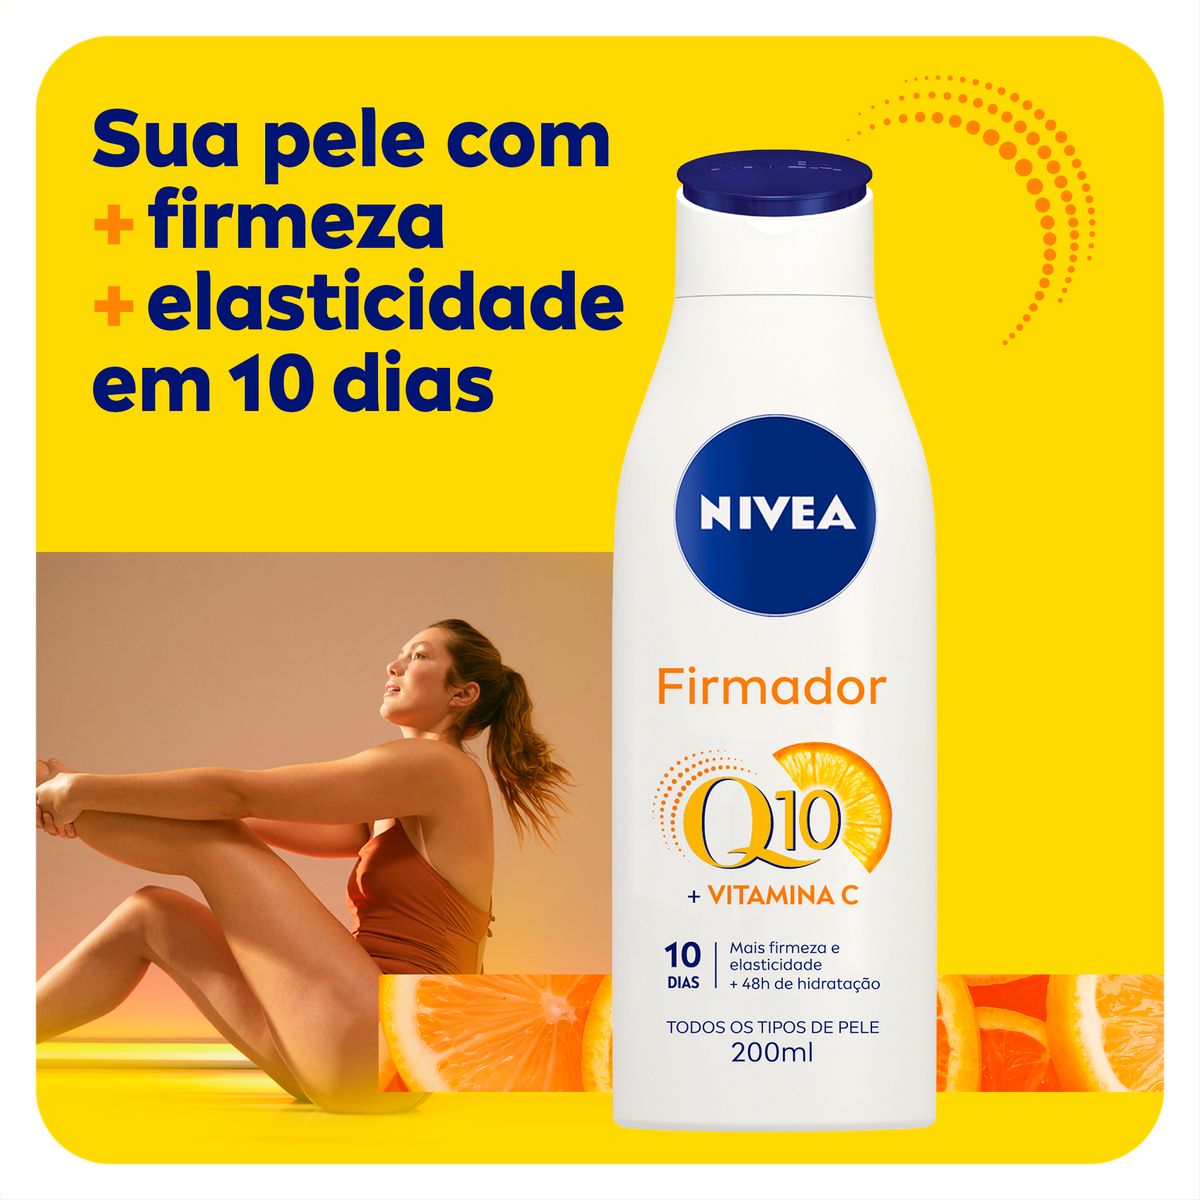 Sua pele com
+ firmeza
+ elasticidade
em 10 dias
NIVEA
Firmador
Q10
+ VITAMINA C
10
DIAS
Mais firmeza e
elasticidade
+ 48h de hidratação
TODOS OS TIPOS DE PELE
200ml